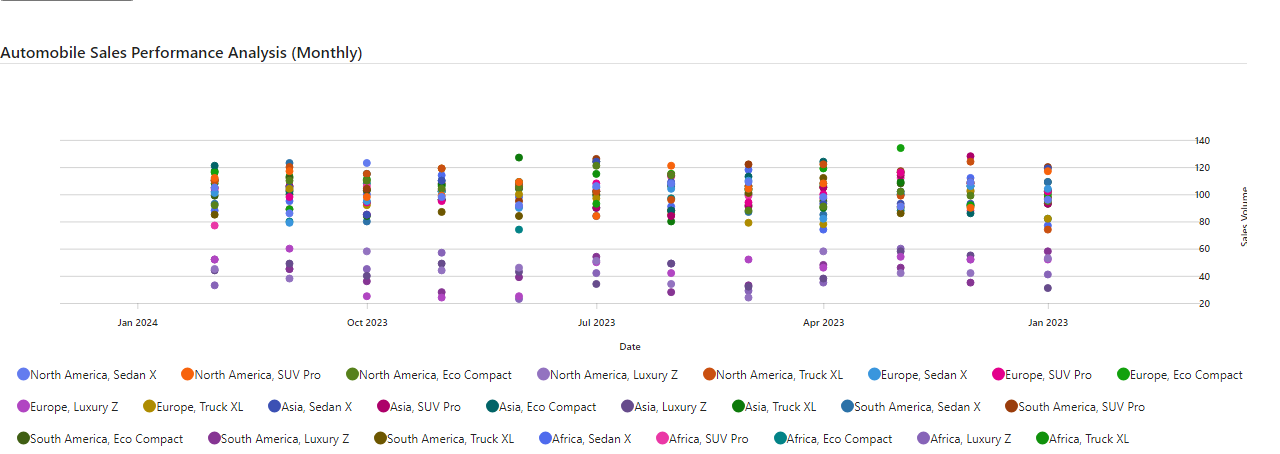 Automobile Sales Performance Analysis (Monthly)
140
120
100
80
60
40
20
Sales Volume
Jan 2024 Oct 2023 Jul 2023 Apr 2023 Jan 2023
Date
North America, Sedan X North America, SUV Pro North America, Eco Compact North America, Luxury Z North America, Truck XL Europe, Sedan X Europe, SUV Pro Europe, Eco Compact
Europe, Luxury Z Europe, Truck XL Asia, Sedan X Asia, SUV Pro Asia, Eco Compact Asia, Luxury Z Asia, Truck XL South America, Sedan X South America, SUV Pro
South America, Eco Compact South America, Luxury Z South America, Truck XL Africa, Sedan X Africa, SUV Pro Africa, Eco Compact Africa, Luxury Z Africa, Truck XL